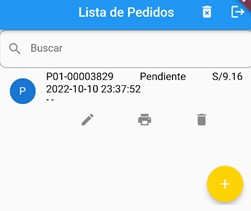 Lista de Pedidos
Buscar
P01-00003829 Pendiente S/9.16
P 2022-10-10 23:37:52
- -